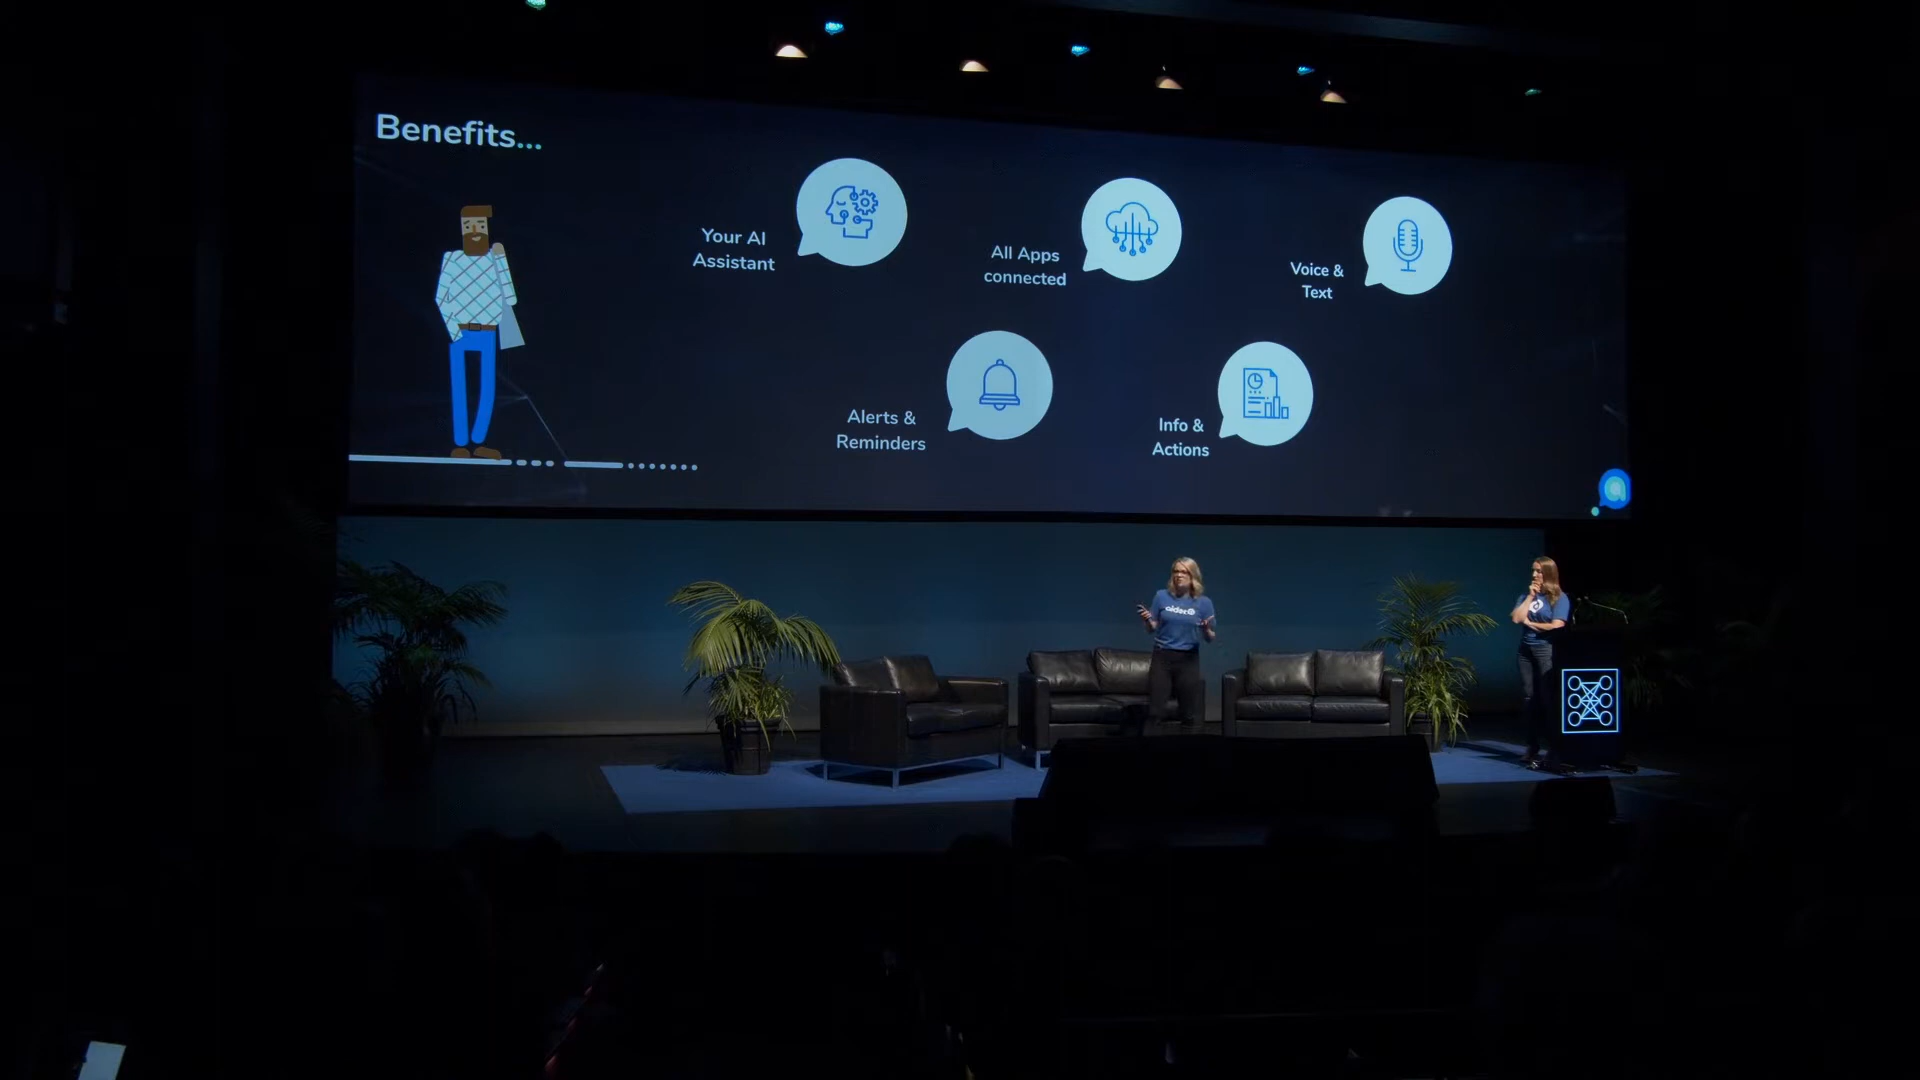 Benefits...
Your AI
Assistant
All Apps
connected
Voice &
Text
Alerts &
Reminders
Info &
Actions